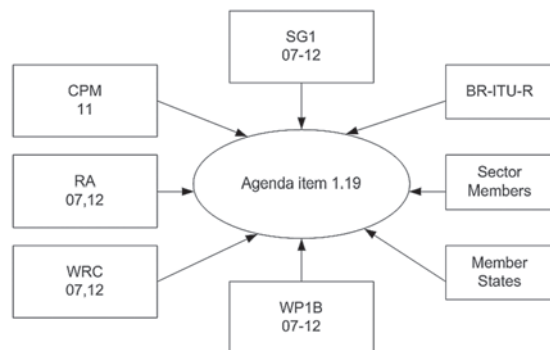 SG1
07-12
CPM
11
BR-ITU-R
RA
07,12
Agenda item 1.19
Sector
Members
WRC
07,12
WP1B
07-12
Member
States